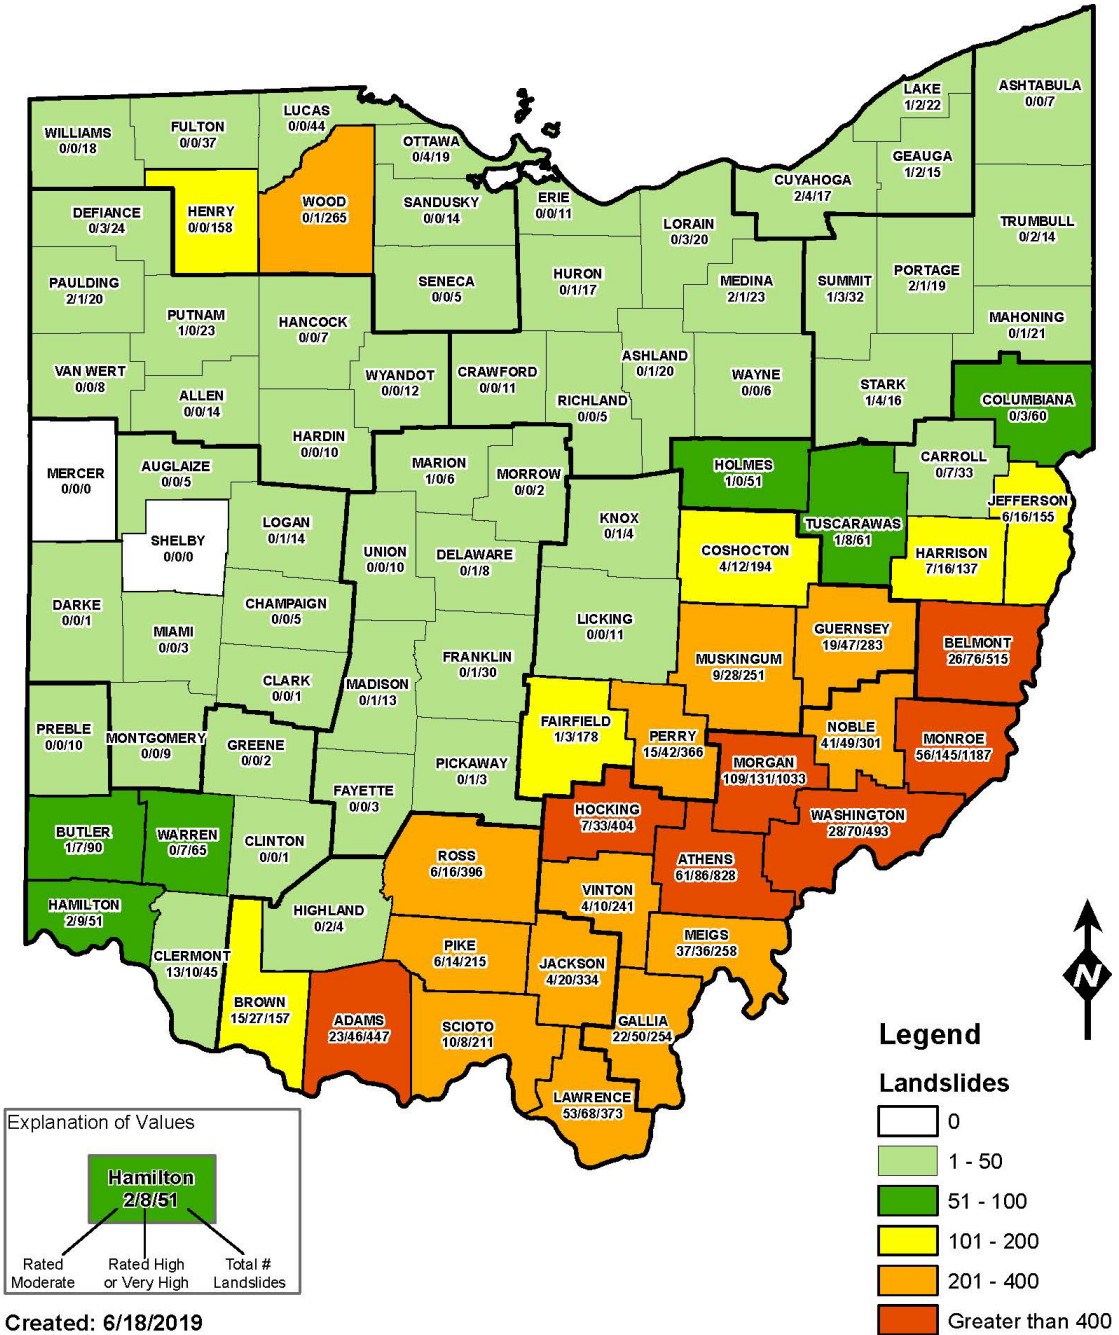 LAKE
1/2/22
ASHTABULA
0/0/7
LUCAS
0/0/44
WILLIAMS
0/0/18
FULTON
0/0/37
OTTAWA
0/4/19
GEAUGA
1/2/15
CUYAHOGA
2/4/17
DEFIANCE
0/3/24
HENRY
0/0/158
WOOD
0/1/265
SANDUSKY
0/0/14
ERIE
0/0/11
LORAIN
0/3/20
TRUMBULL
0/2/14
PAULDING
2/1/20
SENECA
0/0/5
HURON
0/1/17
MEDINA
2/1/23
SUMMIT
1/3/32
PORTAGE
2/1/19
PUTNAM
1/0/23
HANCOCK
0/0/7
MAHONING
0/1/21
VAN WERT
0/0/8
ALLEN
0/0/14
WYANDOT
0/0/12
CRAWFORD
0/0/11
RICHLAND
0/0/5
ASHLAND
0/1/20
WAYNE
0/0/6
STARK
1/4/16
COLUMBIANA
0/3/60
HARDIN
0/0/10
MERCER
0/0/0
AUGLAIZE
0/0/5
MARION
1/0/6
MORROW
0/0/2
HOLMES
1/0/51
CARROLL
0/7/33
JEFFERSON
6/16/155
SHELBY
0/0/0
LOGAN
0/1/14
UNION
0/0/10
DELAWARE
0/1/8
KNOX
0/1/4
COSHOCTON
4/12/194
TUSCARAWAS
1/8/61
HARRISON
7/16/137
DARKE
0/0/1
MIAMI
0/0/3
CHAMPAIGN
0/0/5
LICKING
0/0/11
GUERNSEY
19/47/283
BELMONT
26/76/515
CLARK
0/0/1
MADISON
0/1/13
FRANKLIN
0/1/30
MUSKINGUM
9/28/251
PREBLE
0/0/10
MONTGOMERY
0/0/9
GREENE
0/0/2
FAIRFIELD
1/3/178
PERRY
15/42/366
NOBLE
41/49/301
MONROE
56/145/1187
PICKAWAY
0/1/3
MORGAN
109/131/1033
FAYETTE
0/0/3
HOCKING
7/33/404
WASHINGTON
28/70/493
BUTLER
1/7/90
WARREN
0/7/65
CLINTON
0/0/1
ROSS
6/16/396
ATHENS
61/86/828
VINTON
4/10/241
HAMILTON
2/9/51
HIGHLAND
0/2/4
MEIGS
37/36/258
CLERMONT
13/10/45
PIKE
6/14/215
JACKSON
4/20/334
BROWN
15/27/157
ADAMS
23/46/447
SCIOTO
10/8/211
GALLIA
22/50/254
LAWRENCE
53/68/373
N
Legend
Landslides
0
1 - 50
51 - 100
101 - 200
201 - 400
Greater than 400
Explanation of Values
Hamilton
2/8/51
Rated
Moderate
Rated High
or Very High
Total #
Landslides
Created: 6/18/2019